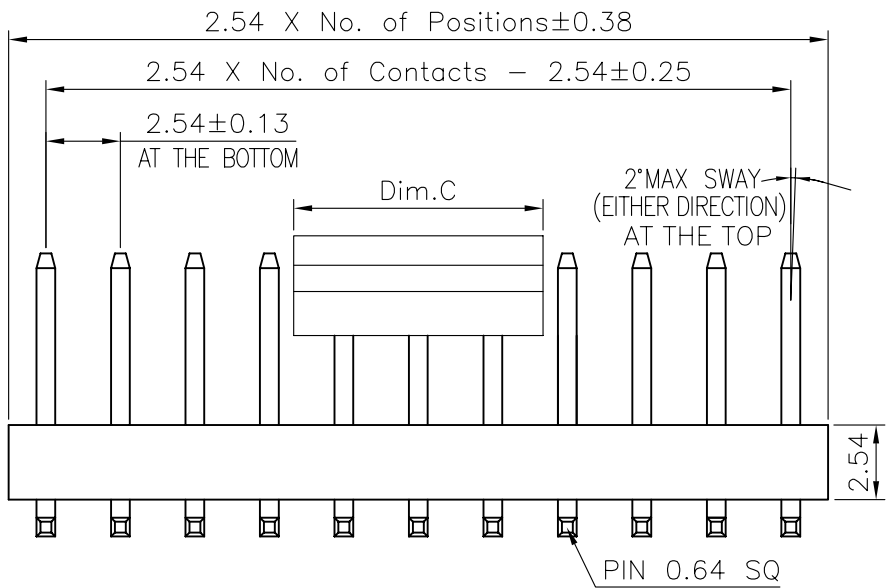 2.54 X No. of Positions±0.38
2.54 X No. of Contacts - 2.54±0.25
2.54±0.13
AT THE BOTTOM
Dim.C
2°MAX SWAY
(EITHER DIRECTION)
AT THE TOP
2.54
PIN 0.64 SQ